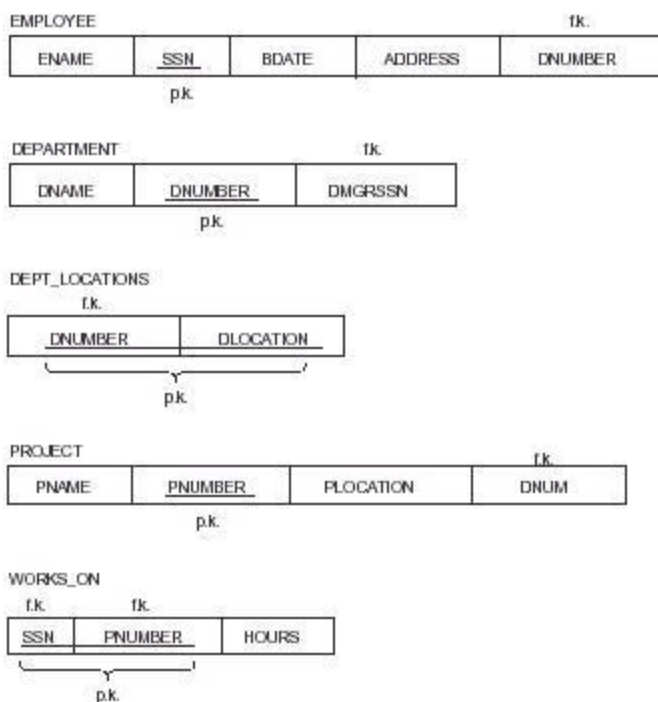 EMPLOYEE f.k.
ENAME SSN BDATE ADDRESS DNUMBER
p.k.
DEPARTMENT f.k.
DNAME DNUMBER DMGRSSN
p.k.
DEPT_LOCATIONS
f.k.
DNUMBER DLOCATION
p.k.
PROJECT f.k.
PNAME PNUMBER PLOCATION DNUM
p.k.
WORKS_ON
f.k. f.k.
SSN PNUMBER HOURS
p.k.